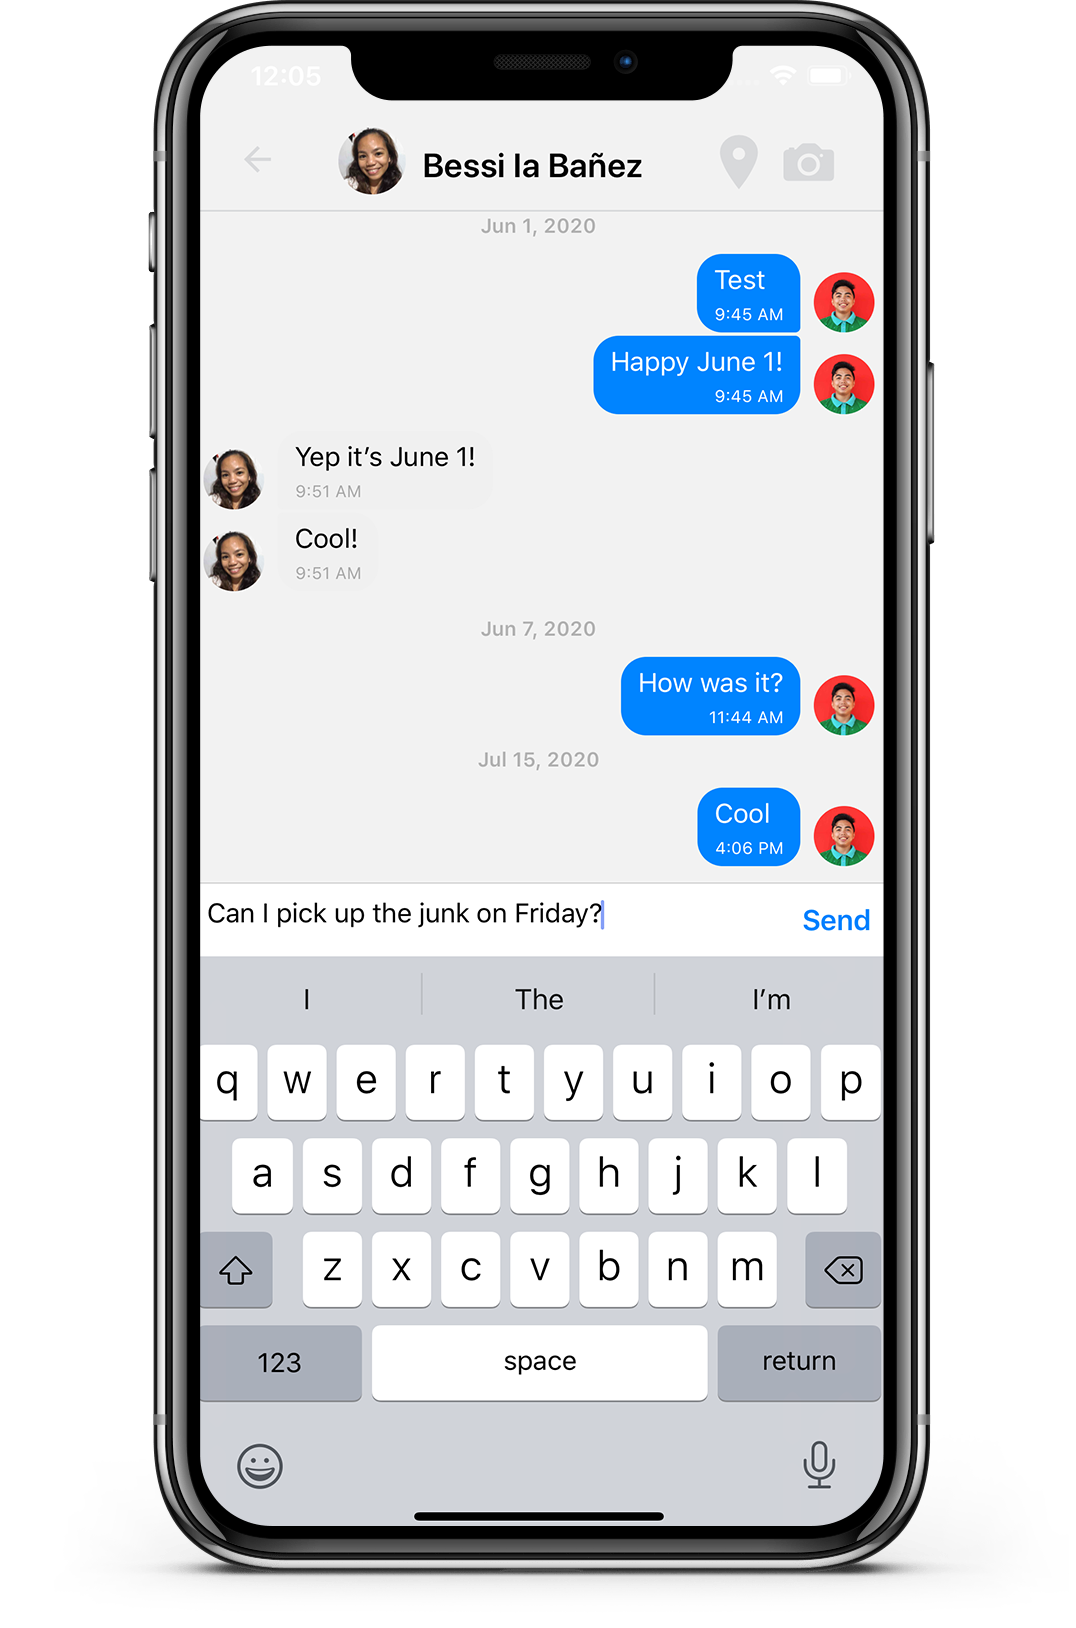 12:05
Bessi la Bañez
Jun 1, 2020
Test
9:45 AM
Happy June 1!
9:45 AM
Yep it’s June 1!
9:51 AM
Cool!
9:51 AM
Jun 7, 2020
How was it?
11:44 AM
Jul 15, 2020
Cool
4:06 PM
Can I pick up the junk on Friday?
Send
I The I’m
q w e r t y u i o p
a s d f g h j k l
z x c v b n m
123 space return